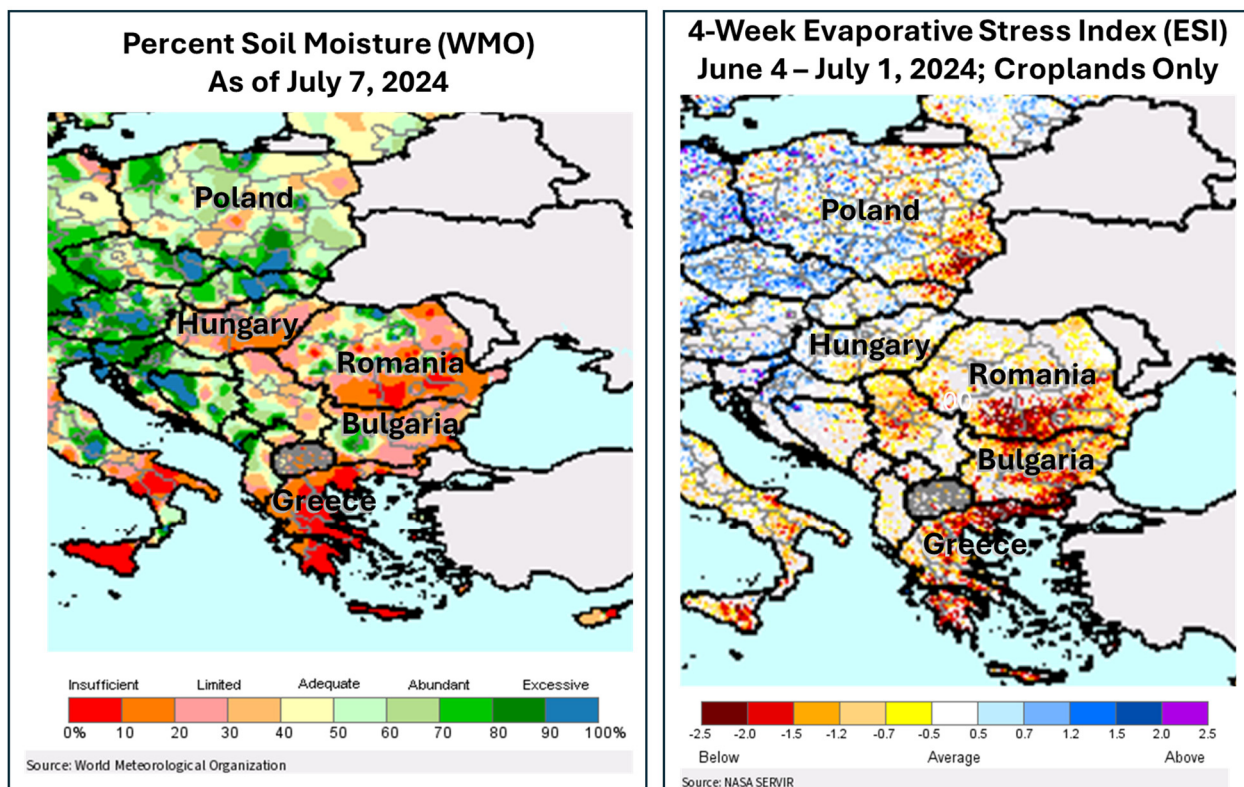 Percent Soil Moisture (WMO)
As of July 7, 2024
Poland
Hungary
Romania
Bulgaria
Greece
Insufficient Limited Adequate Abundant Excessive
0% 10 20 30 40 50 60 70 80 90 100%
Source: World Meteorological Organization
4-Week Evaporative Stress Index (ESI)
June 4 – July 1, 2024; Croplands Only
Poland
Hungary
Romania
00
Bulgaria
Greece
-2.5 -2.0 -1.5 -1.2 -0.7 -0.5 0.5 0.7 1.2 1.5 2.0 2.5
Below Average Above
Source: NASA SERVIR